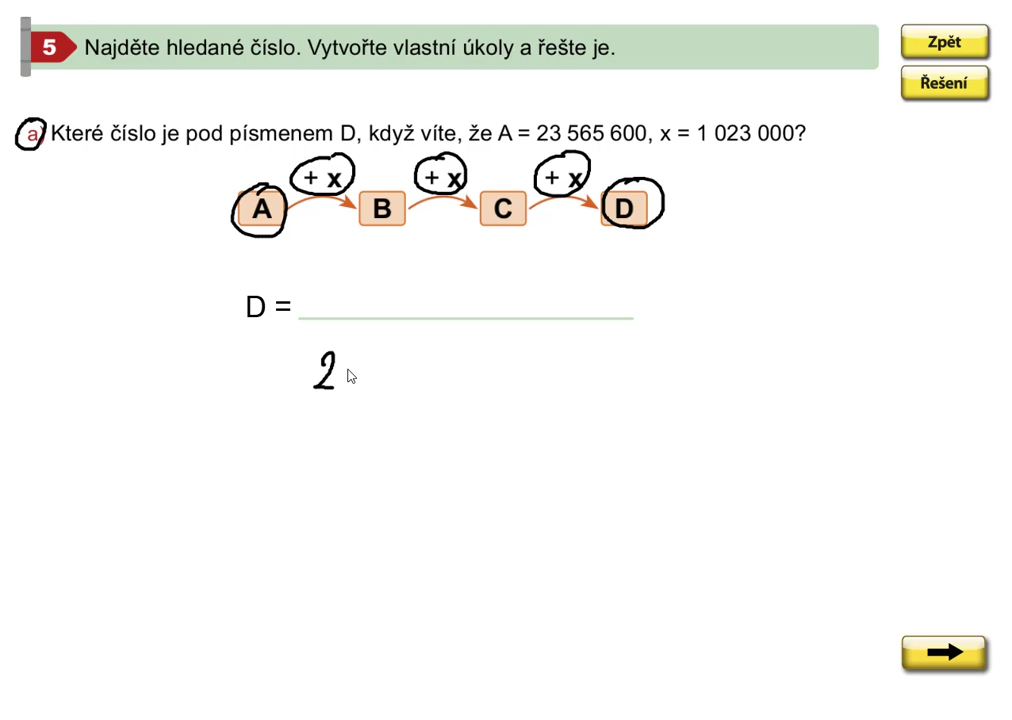 5 Najděte hledané číslo. Vytvořte vlastní úkoly a řešte je.
Zpět
Řešení
a Které číslo je pod písmenem D, když víte, že A = 23 565 600, x = 1 023 000?
+ x + x + x
A B C D
D =
2